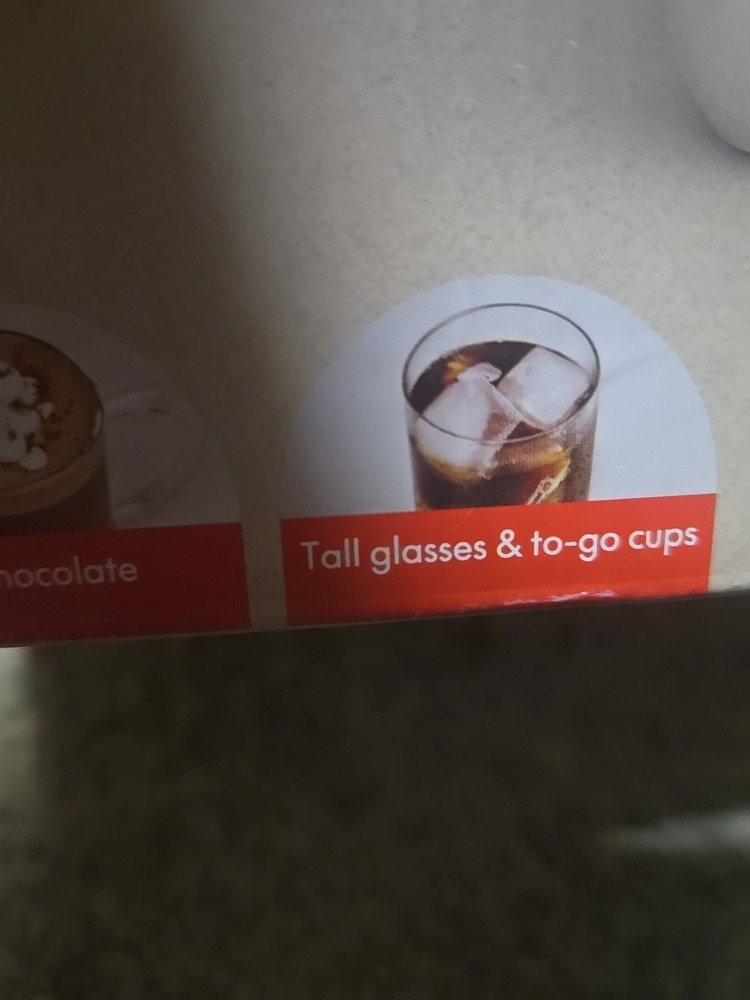 nocolate
Tall glasses & to-go cups